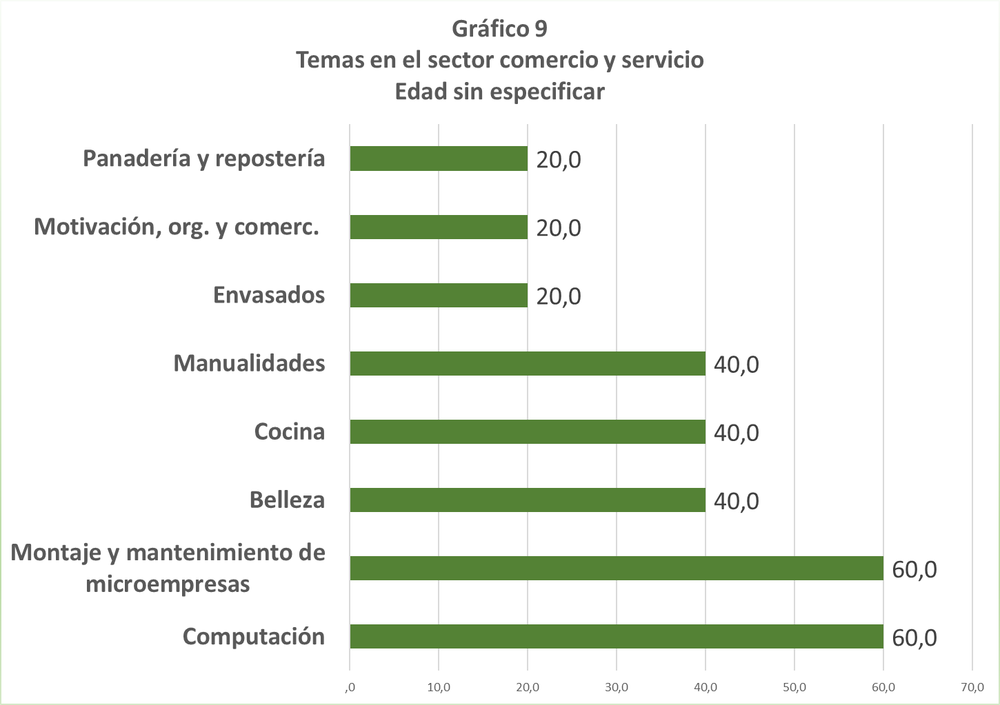 Gráfico 9
Temas en el sector comercio y servicio
Edad sin especificar
Panadería y repostería 20,0
Motivación, org. y comerc. 20,0
Envasados 20,0
Manualidades 40,0
Cocina 40,0
Belleza 40,0
Montaje y mantenimiento de
microempresas 60,0
Computación 60,0
,0 10,0 20,0 30,0 40,0 50,0 60,0 70,0